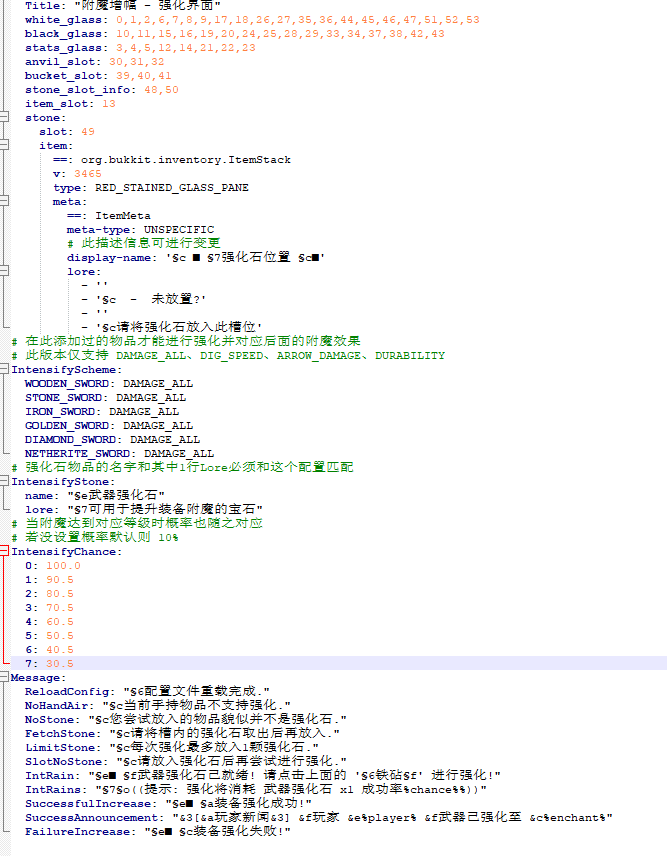 Title: "附魔增幅 - 强化界面"
white_glass: 0,1,2,6,7,8,9,17,18,26,27,35,36,44,45,46,47,51,52,53
black_glass: 10,11,15,16,19,20,24,25,28,29,33,34,37,38,42,43
stats_glass: 3,4,5,12,14,21,22,23
anvil_slot: 30,31,32
bucket_slot: 39,40,41
stone_slot_info: 48,50
item_slot: 13
stone:
slot: 49
item:
==: org.bukkit.inventory.ItemStack
v: 3465
type: RED_STAINED_GLASS_PANE
meta:
==: ItemMeta
meta-type: UNSPECIFIC
# 此描述信息可进行变更
display-name: '§c ■ §7强化石位置 §c■'
lore:
- ''
- '§c  -  未放置?'
- ''
- '§c请将强化石放入此槽位'
# 在此添加过的物品才能进行强化并对应后面的附魔效果
# 此版本仅支持 DAMAGE_ALL、DIG_SPEED、ARROW_DAMAGE、DURABILITY
IntensifyScheme:
WOODEN_SWORD: DAMAGE_ALL
STONE_SWORD: DAMAGE_ALL
IRON_SWORD: DAMAGE_ALL
GOLDEN_SWORD: DAMAGE_ALL
DIAMOND_SWORD: DAMAGE_ALL
NETHERITE_SWORD: DAMAGE_ALL
# 强化石物品的名字和其中1行Lore必须和这个配置匹配
IntensifyStone:
name: "§e武器强化石"
lore: "§7可用于提升装备附魔的宝石"
# 当附魔达到对应等级时概率也随之对应
# 若没设置概率默认则 10%
IntensifyChance:
0: 100.0
1: 90.5
2: 80.5
3: 70.5
4: 60.5
5: 50.5
6: 40.5
7: 30.5
Message:
ReloadConfig: "§6配置文件重载完成."
NoHandAir: "§c当前手持物品不支持强化."
NoStone: "§c您尝试放入的物品貌似并不是强化石."
FetchStone: "§c请将槽内的强化石取出后再放入."
LimitStone: "§c每次强化最多放入1颗强化石."
SlotNoStone: "§c请放入强化石后再尝试进行强化."
IntRain: "§e■ §f武器强化石已就绪! 请点击上面的 '§6铁砧§f' 进行强化!"
IntRains: "§7§o((提示: 强化将消耗 武器强化石 x1 成功率%chance%%))"
SuccessfulIncrease: "§e■ §a装备强化成功!"
SuccessAnnouncement: "&3[&a玩家新闻&3] &f玩家 &e%player% &f武器已强化至 &c%enchant%"
FailureIncrease: "§e■ §c装备强化失败!"